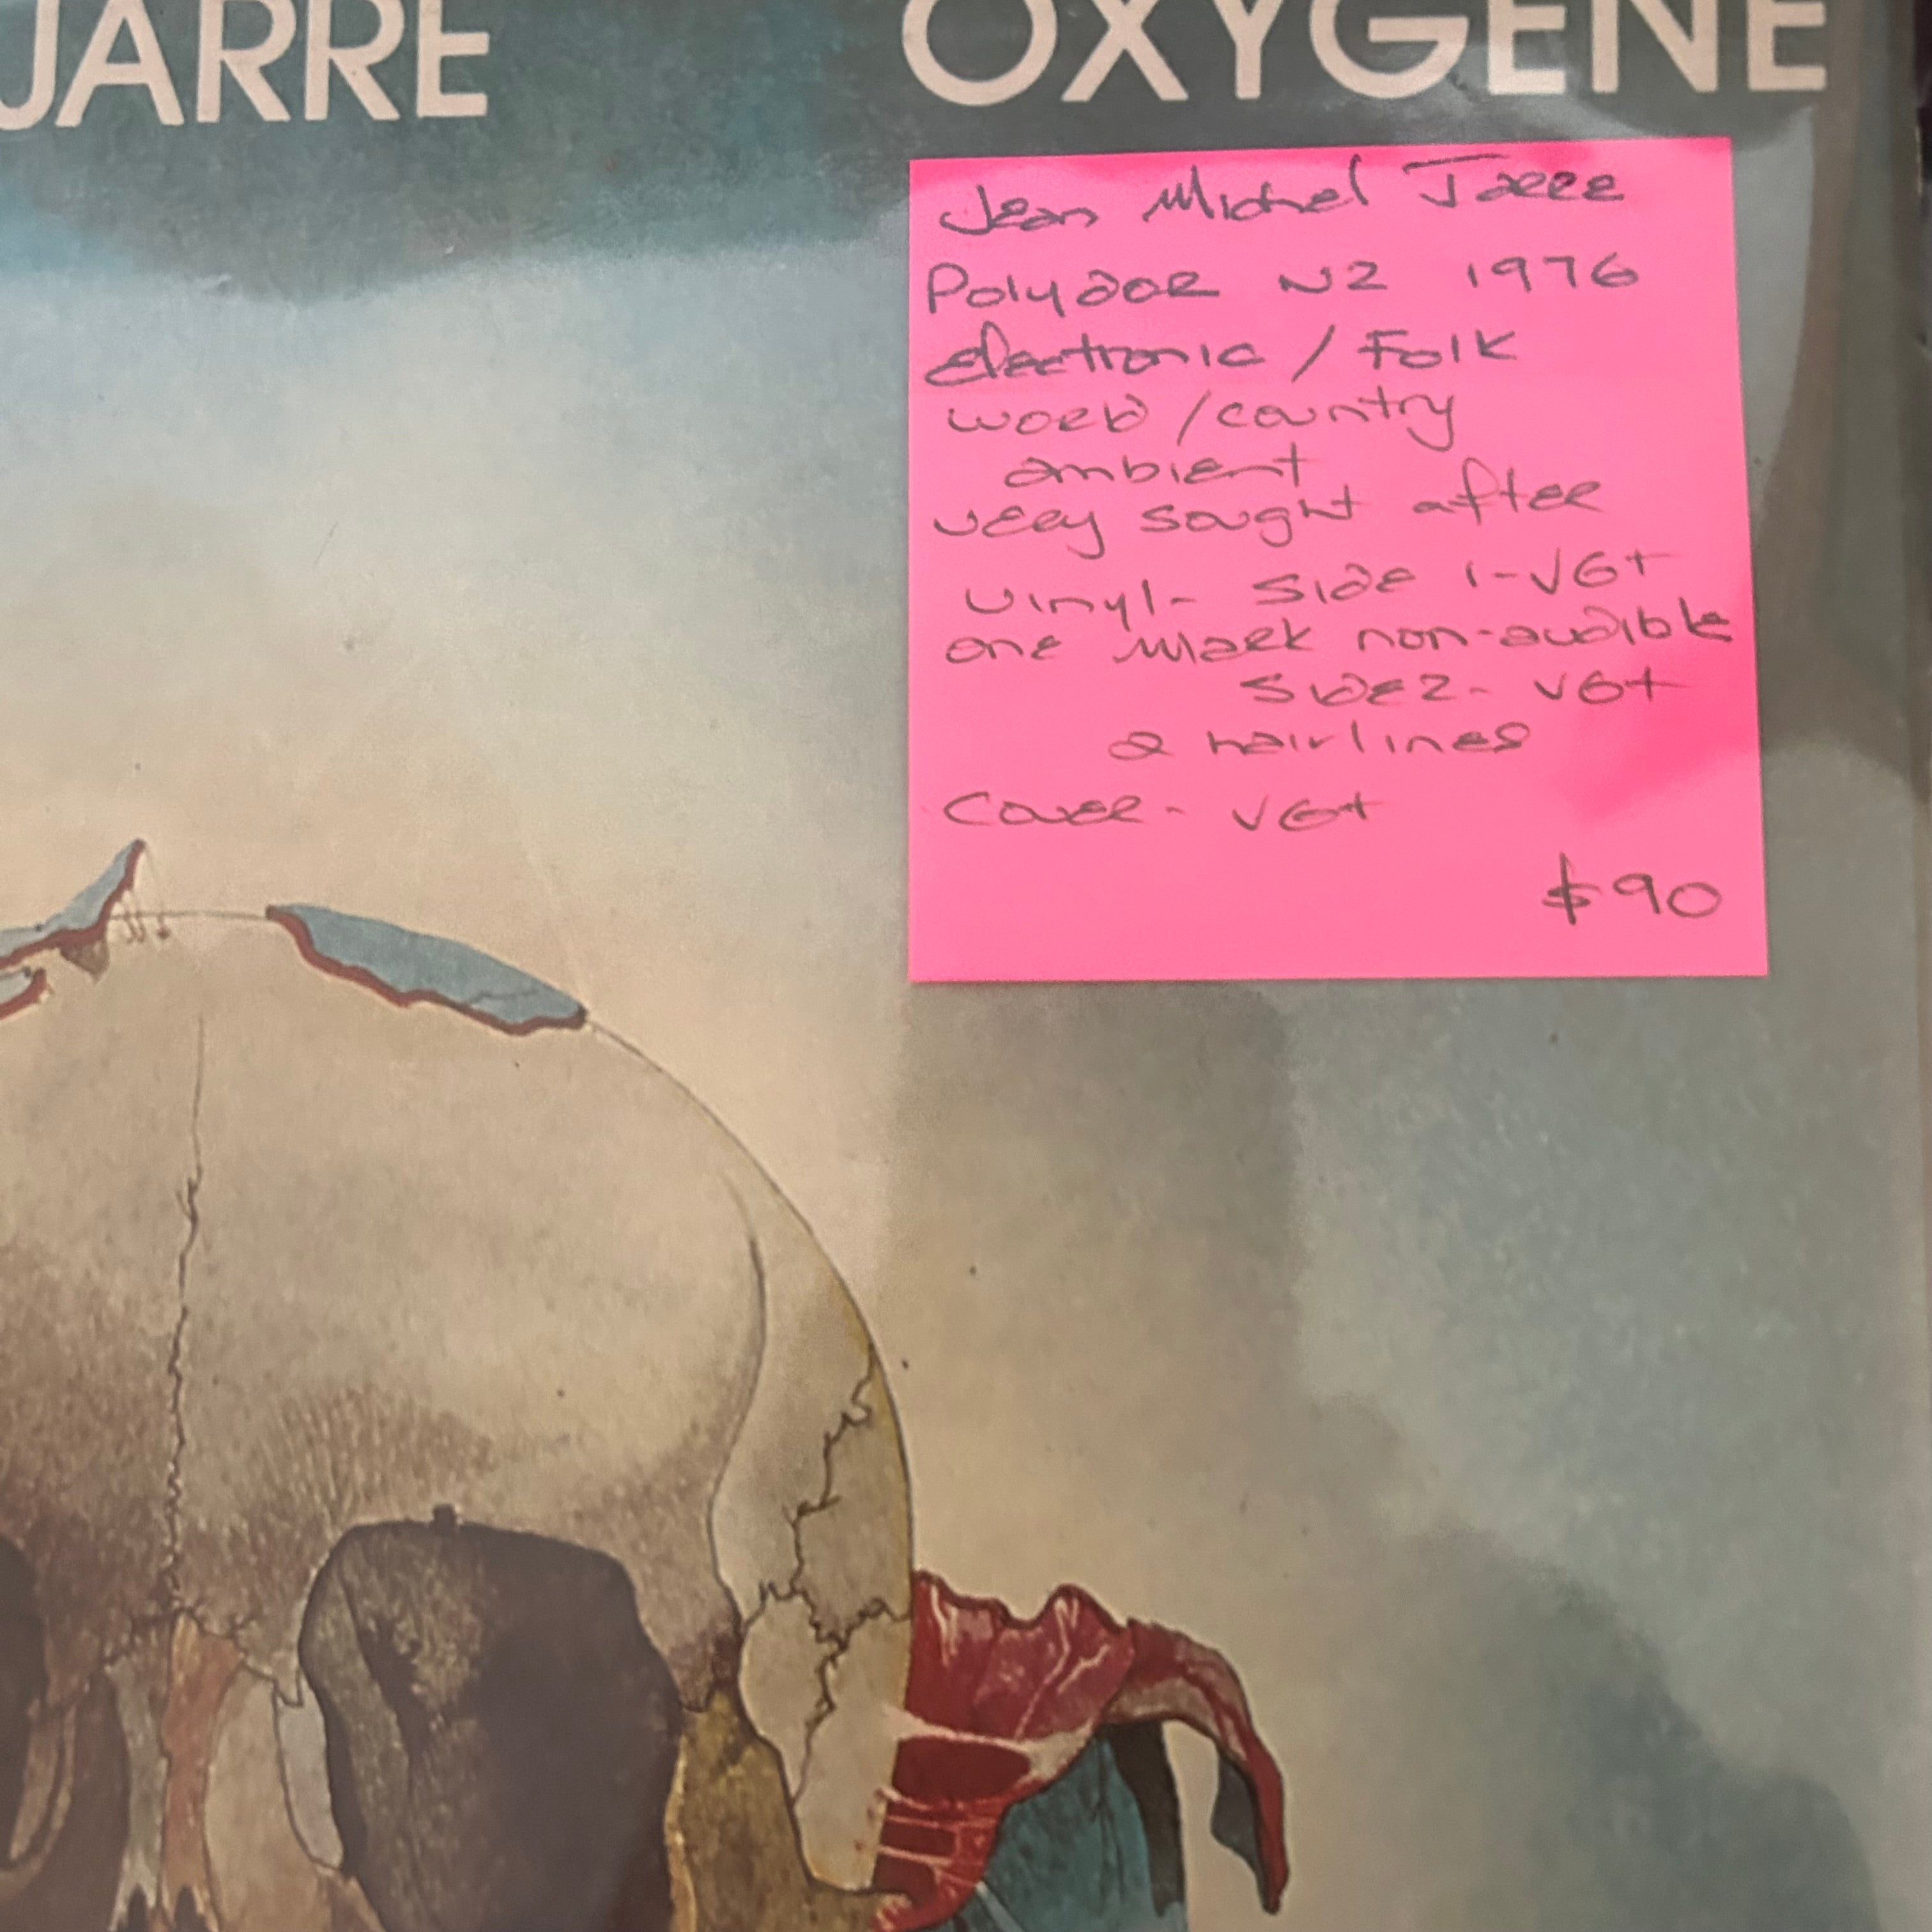 JARRE OXYGENE
Jean Michel Jarre
Polydor NZ 1976
electronic / Folk
world / country
ambient
very sought after
vinyl - side 1 - VG+
one mark non-audible
side 2 - VG+
2 hairlines
Cover - VG+
$90